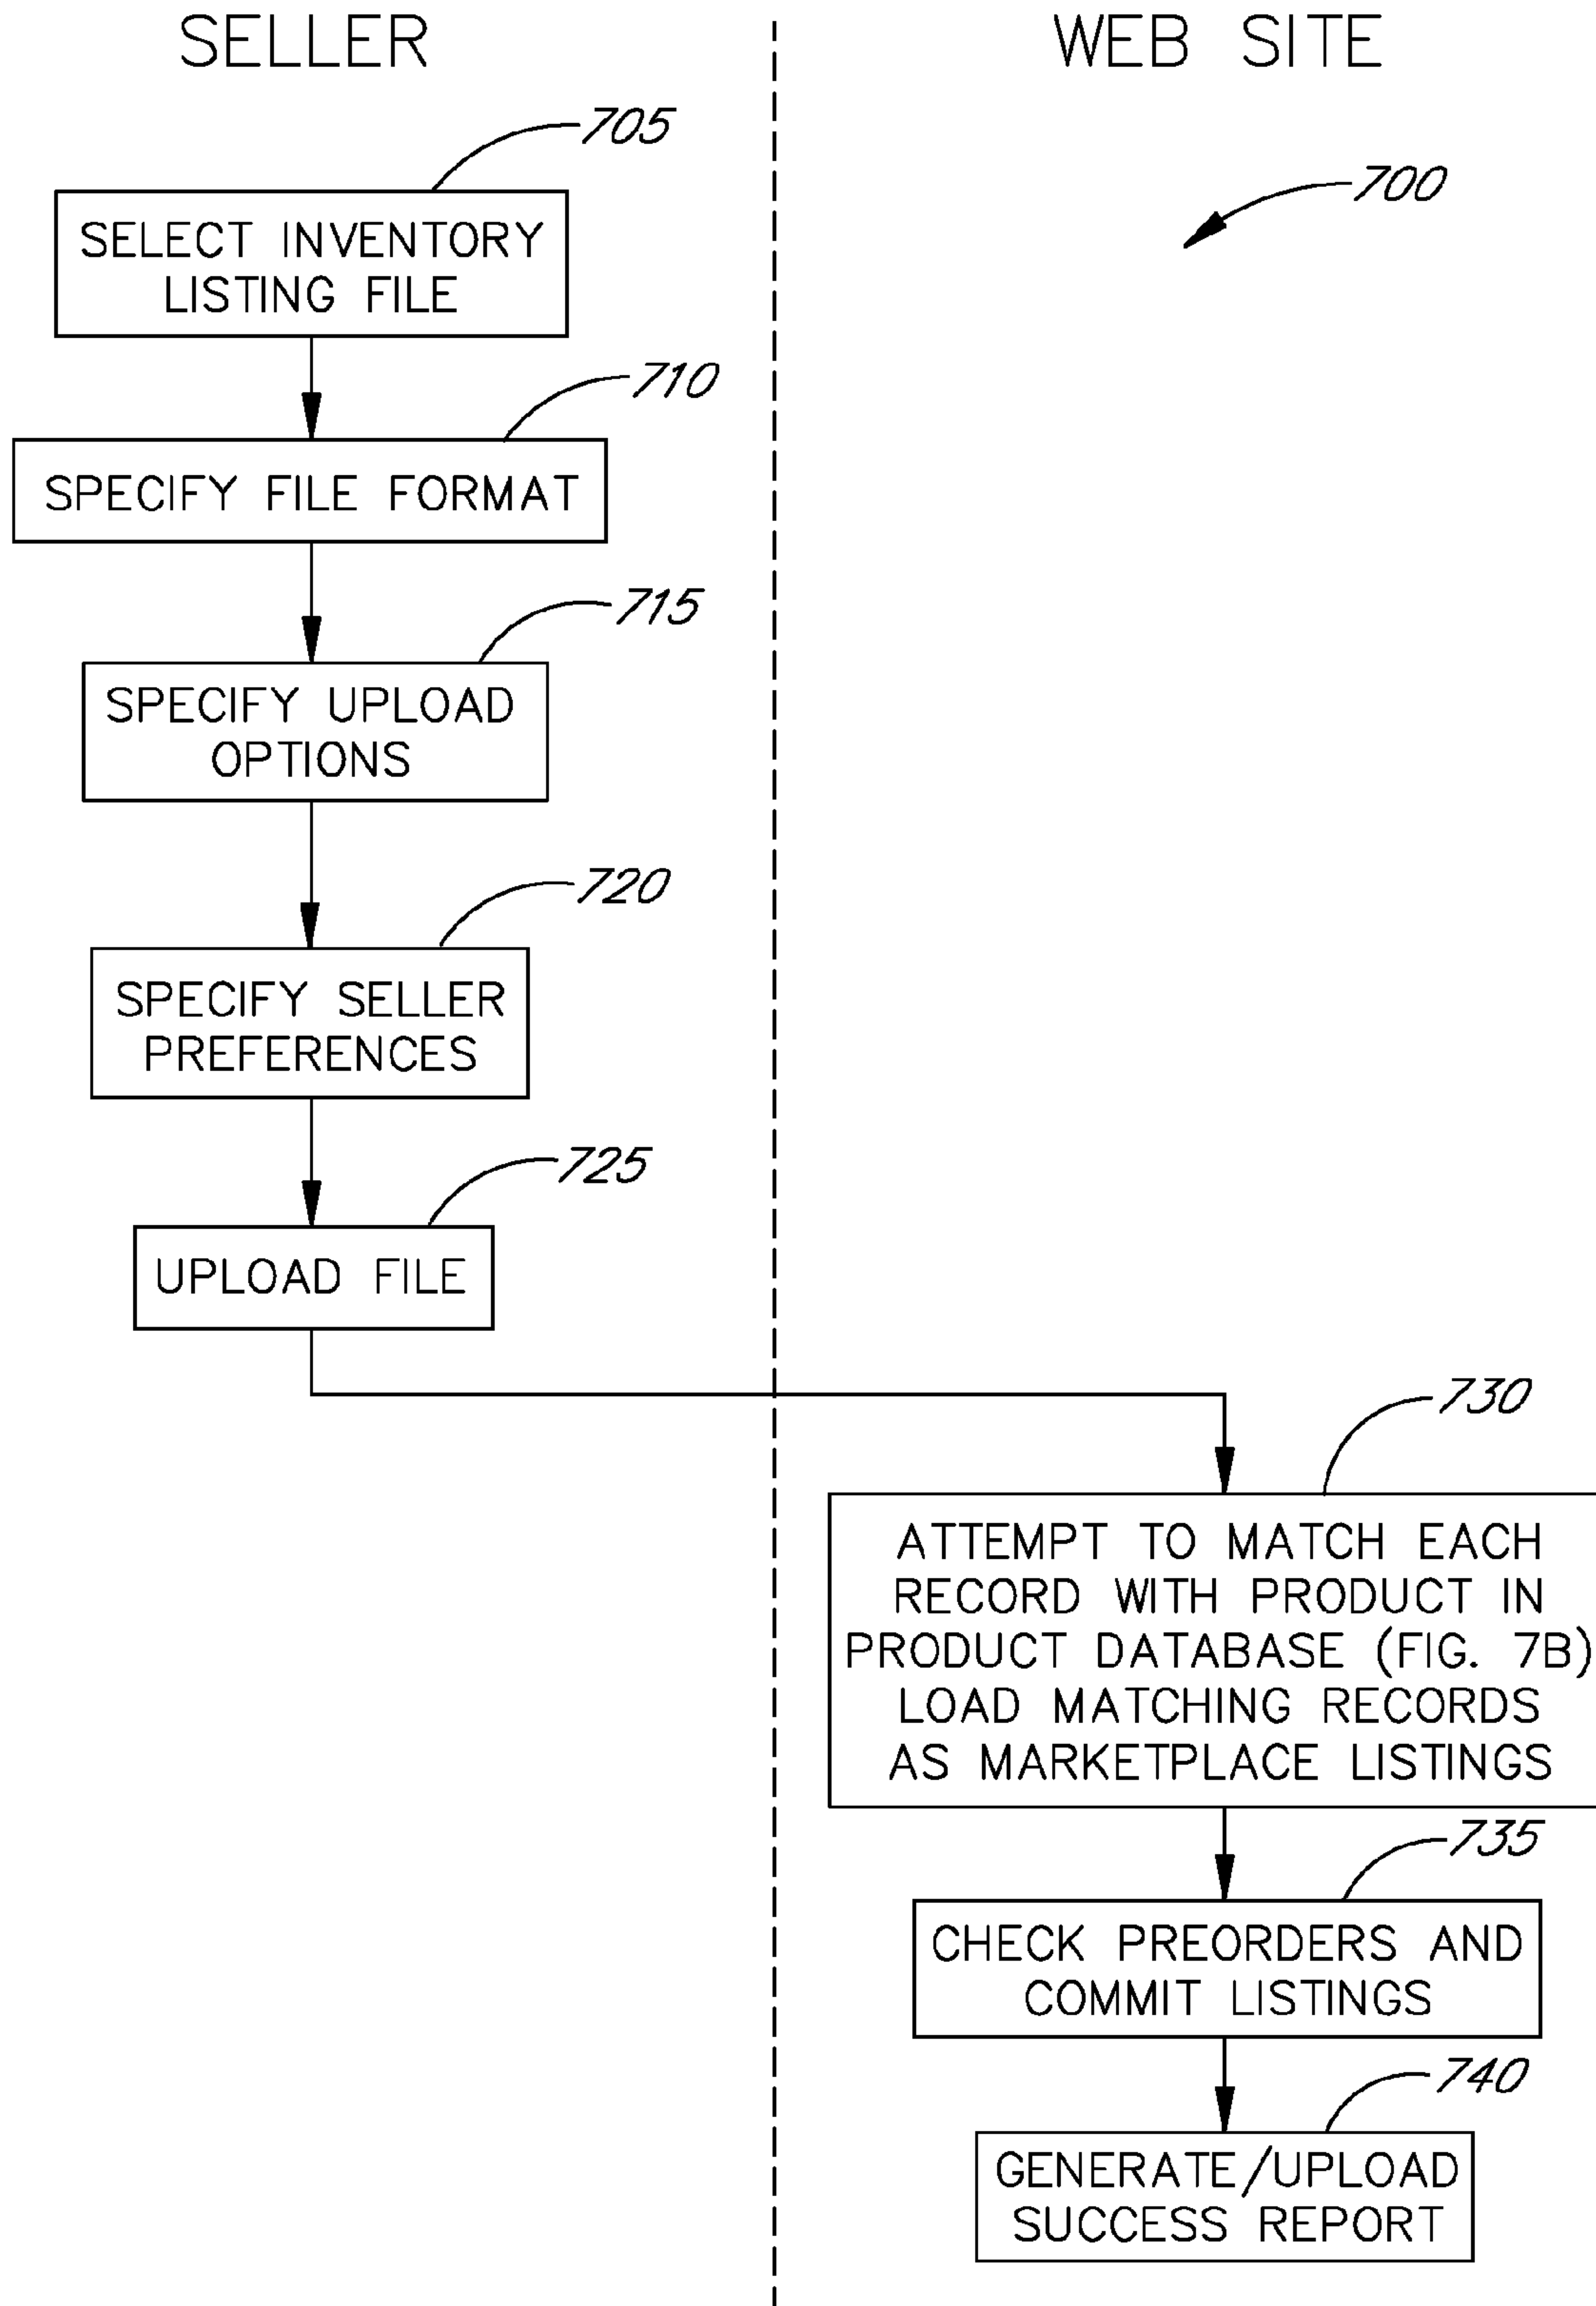 SELLER
WEB SITE
705
700
SELECT INVENTORY
LISTING FILE
710
SPECIFY FILE FORMAT
715
SPECIFY UPLOAD
OPTIONS
720
SPECIFY SELLER
PREFERENCES
725
UPLOAD FILE
730
ATTEMPT TO MATCH EACH
RECORD WITH PRODUCT IN
PRODUCT DATABASE (FIG. 7B)
LOAD MATCHING RECORDS
AS MARKETPLACE LISTINGS
735
CHECK PREORDERS AND
COMMIT LISTINGS
740
GENERATE/UPLOAD
SUCCESS REPORT